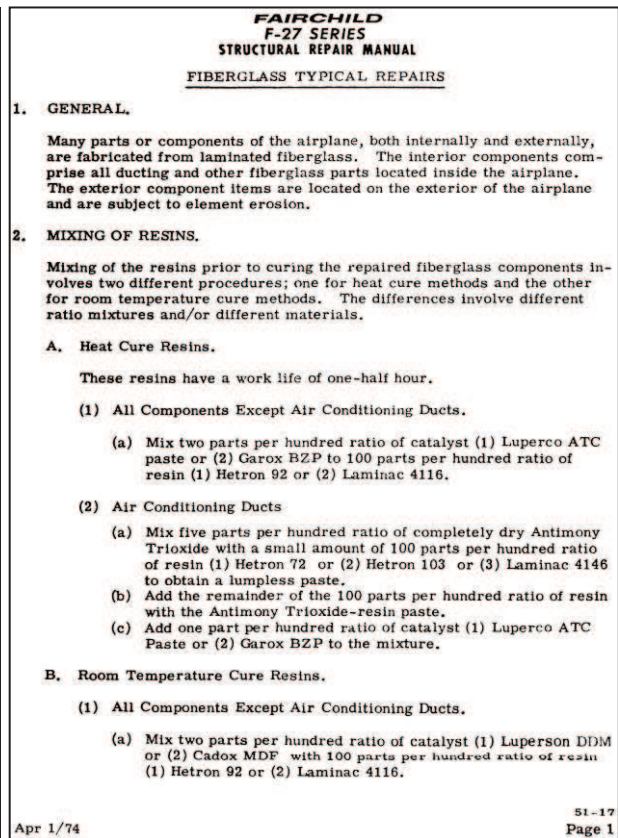 FAIRCHILD
F-27 SERIES
STRUCTURAL REPAIR MANUAL
FIBERGLASS TYPICAL REPAIRS
1. GENERAL.
Many parts or components of the airplane, both internally and externally,
are fabricated from laminated fiberglass. The interior components com-
prise all ducting and other fiberglass parts located inside the airplane.
The exterior component items are located on the exterior of the airplane
and are subject to element erosion.
2. MIXING OF RESINS.
Mixing of the resins prior to curing the repaired fiberglass components in-
volves two different procedures; one for heat cure methods and the other
for room temperature cure methods. The differences involve different
ratio mixtures and/or different materials.
A. Heat Cure Resins.
These resins have a work life of one-half hour.
(1) All Components Except Air Conditioning Ducts.
(a) Mix two parts per hundred ratio of catalyst (1) Luperco ATC
paste or (2) Garox BZP to 100 parts per hundred ratio of
resin (1) Hetron 92 or (2) Laminac 4116.
(2) Air Conditioning Ducts
(a) Mix five parts per hundred ratio of completely dry Antimony
Trioxide with a small amount of 100 parts per hundred ratio
of resin (1) Hetron 72 or (2) Hetron 103 or (3) Laminac 4146
to obtain a lumpless paste.
(b) Add the remainder of the 100 parts per hundred ratio of resin
with the Antimony Trioxide-resin paste.
(c) Add one part per hundred ratio of catalyst (1) Luperco ATC
Paste or (2) Garox BZP to the mixture.
B. Room Temperature Cure Resins.
(1) All Components Except Air Conditioning Ducts.
(a) Mix two parts per hundred ratio of catalyst (1) Luperson DDM
or (2) Cadox MDF with 100 parts per hundred ratio of resin
(1) Hetron 92 or (2) Laminac 4116.
51-17
Apr 1/74 Page 1